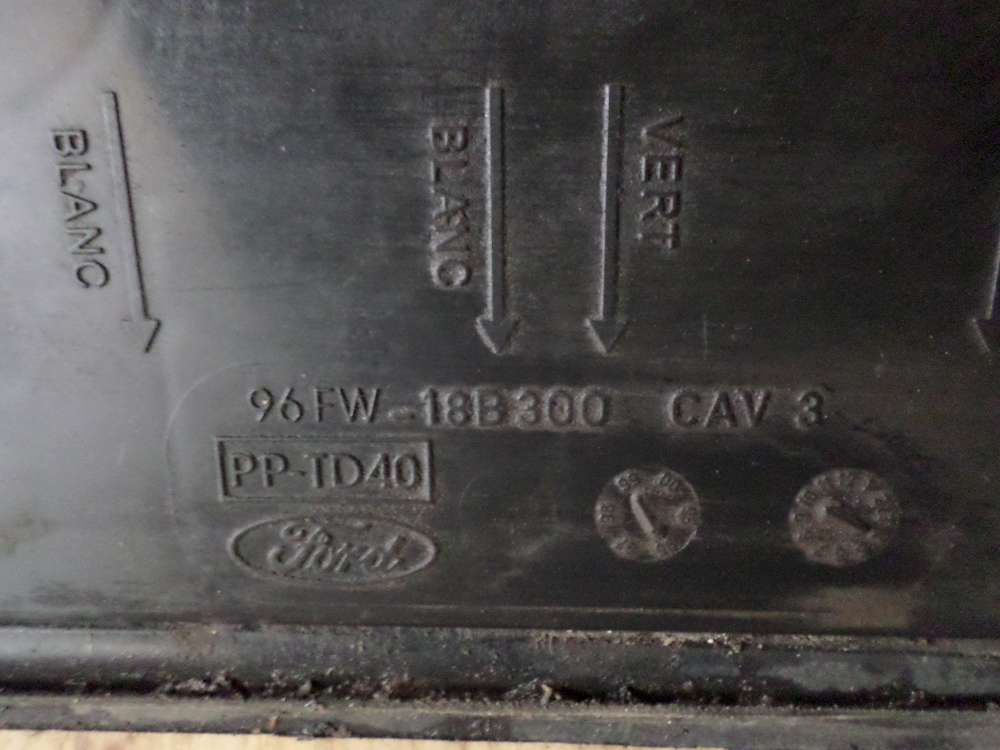 BLANC
BLANC
VERT
96FW-18B300 CAV 3
PP-TD40
Ford